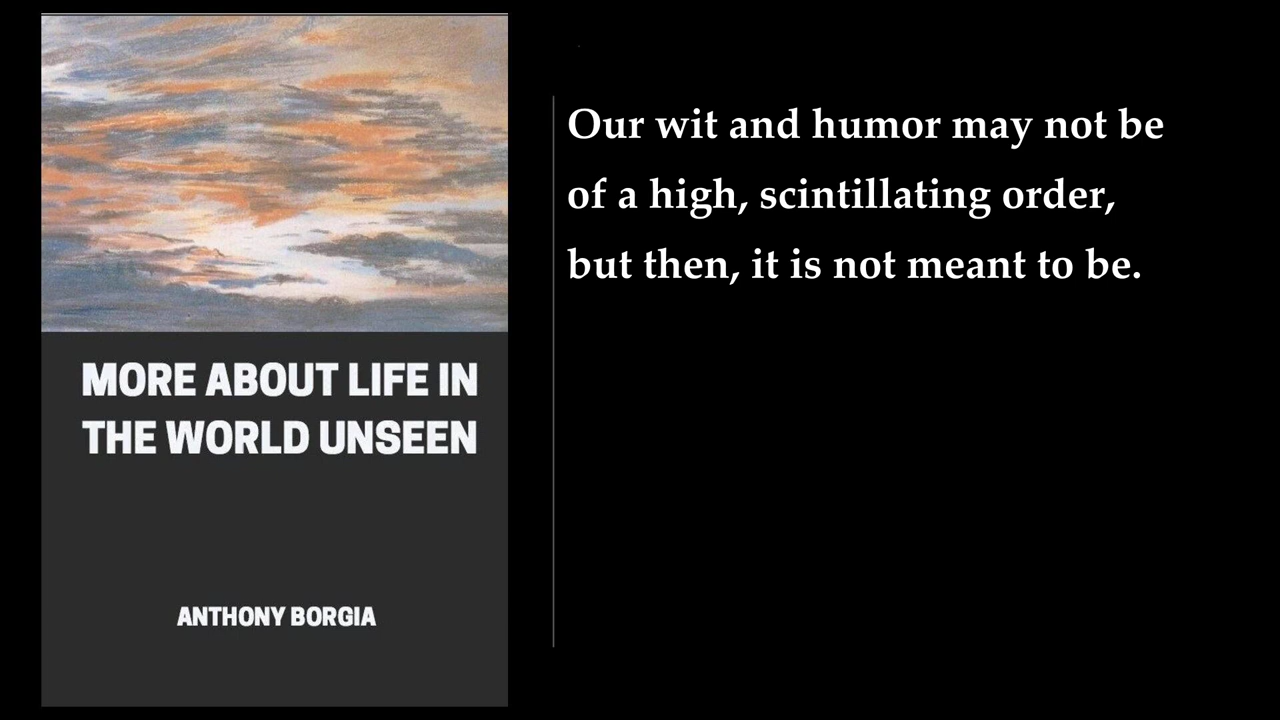 MORE ABOUT LIFE IN
THE WORLD UNSEEN
ANTHONY BORGIA
Our wit and humor may not be
of a high, scintillating order,
but then, it is not meant to be.